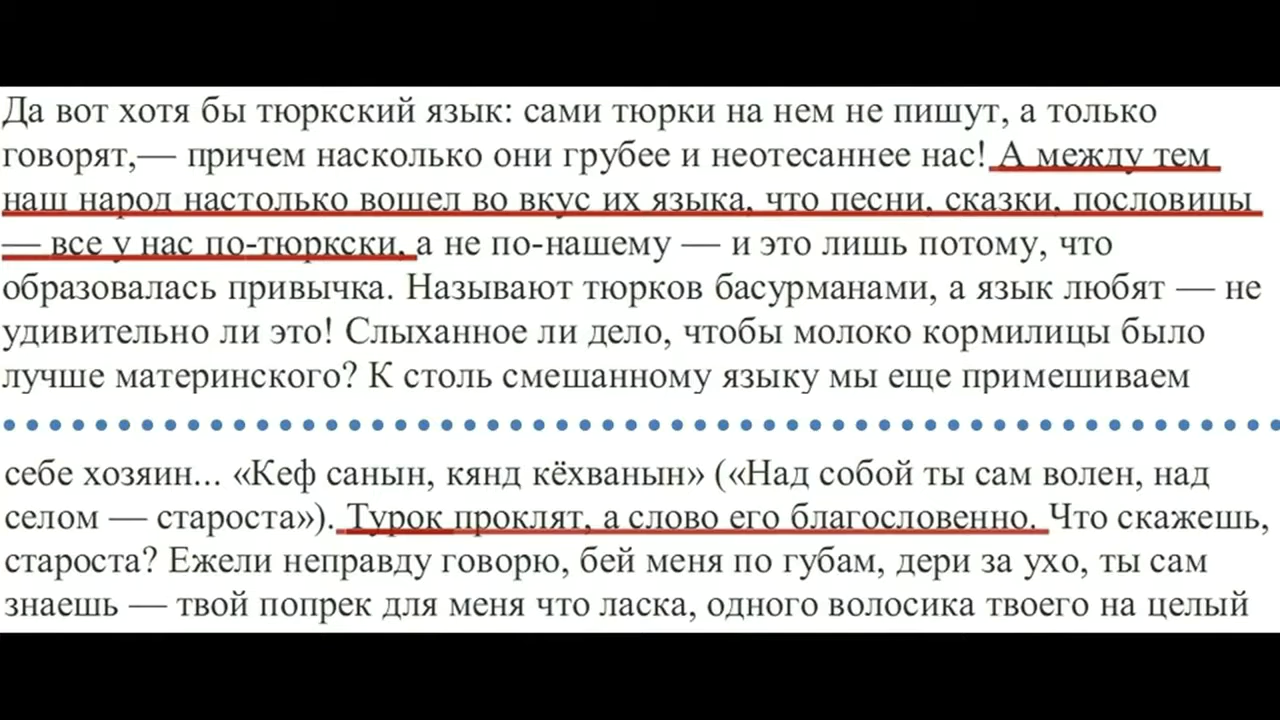 Да вот хотя бы тюркский язык: сами тюрки на нем не пишут, а только
говорят,— причем насколько они грубее и неотесаннее нас! А между тем
наш народ настолько вошел во вкус их языка, что песни, сказки, пословицы
— все у нас по-тюркски, а не по-нашему — и это лишь потому, что
образовалась привычка. Называют тюрков басурманами, а язык любят — не
удивительно ли это! Слыханное ли дело, чтобы молоко кормилицы было
лучше материнского? К столь смешанному языку мы еще примешиваем
себе хозяин... «Кеф санын, кянд кёхванын» («Над собой ты сам волен, над
селом — староста»). Турок проклят, а слово его благословенно. Что скажешь,
староста? Ежели неправду говорю, бей меня по губам, дери за ухо, ты сам
знаешь — твой попрек для меня что ласка, одного волосика твоего на целый